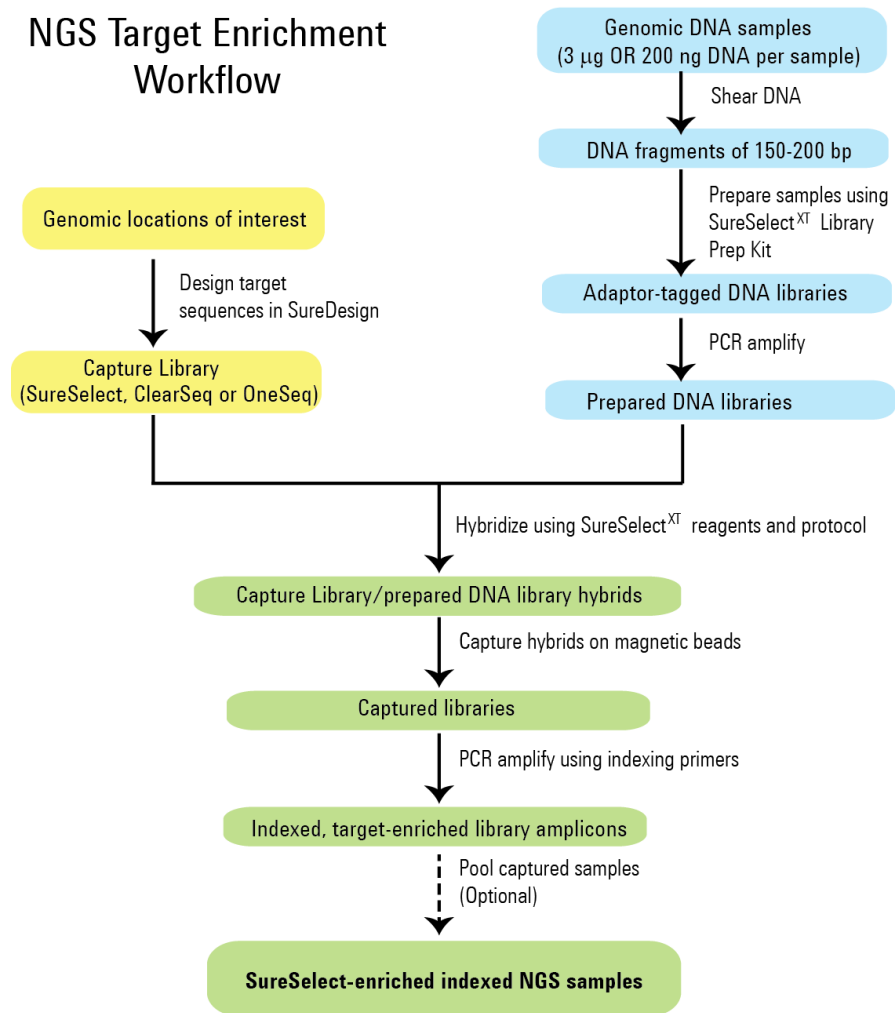 NGS Target Enrichment
Workflow
Genomic DNA samples
(3 µg OR 200 ng DNA per sample)
Shear DNA
DNA fragments of 150-200 bp
Prepare samples using
SureSelectXT Library
Prep Kit
Adaptor-tagged DNA libraries
PCR amplify
Prepared DNA libraries
Genomic locations of interest
Design target
sequences in SureDesign
Capture Library
(SureSelect, ClearSeq or OneSeq)
Hybridize using SureSelectXT reagents and protocol
Capture Library/prepared DNA library hybrids
Capture hybrids on magnetic beads
Captured libraries
PCR amplify using indexing primers
Indexed, target-enriched library amplicons
Pool captured samples
(Optional)
SureSelect-enriched indexed NGS samples